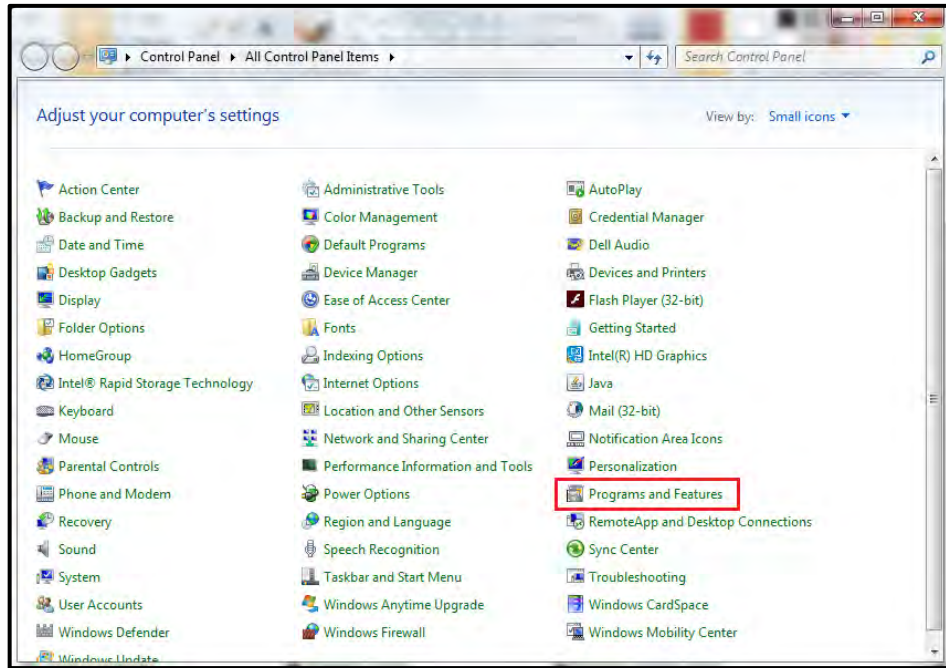 Control Panel ▸ All Control Panel Items ▸ Search Control Panel
Adjust your computer's settings View by: Small icons
Action Center Administrative Tools AutoPlay
Backup and Restore Color Management Credential Manager
Date and Time Default Programs Dell Audio
Desktop Gadgets Device Manager Devices and Printers
Display Ease of Access Center Flash Player (32-bit)
Folder Options Fonts Getting Started
HomeGroup Indexing Options Intel(R) HD Graphics
Intel® Rapid Storage Technology Internet Options Java
Keyboard Location and Other Sensors Mail (32-bit)
Mouse Network and Sharing Center Notification Area Icons
Parental Controls Performance Information and Tools Personalization
Phone and Modem Power Options Programs and Features
Recovery Region and Language RemoteApp and Desktop Connections
Sound Speech Recognition Sync Center
System Taskbar and Start Menu Troubleshooting
User Accounts Windows Anytime Upgrade Windows CardSpace
Windows Defender Windows Firewall Windows Mobility Center
Windows Update